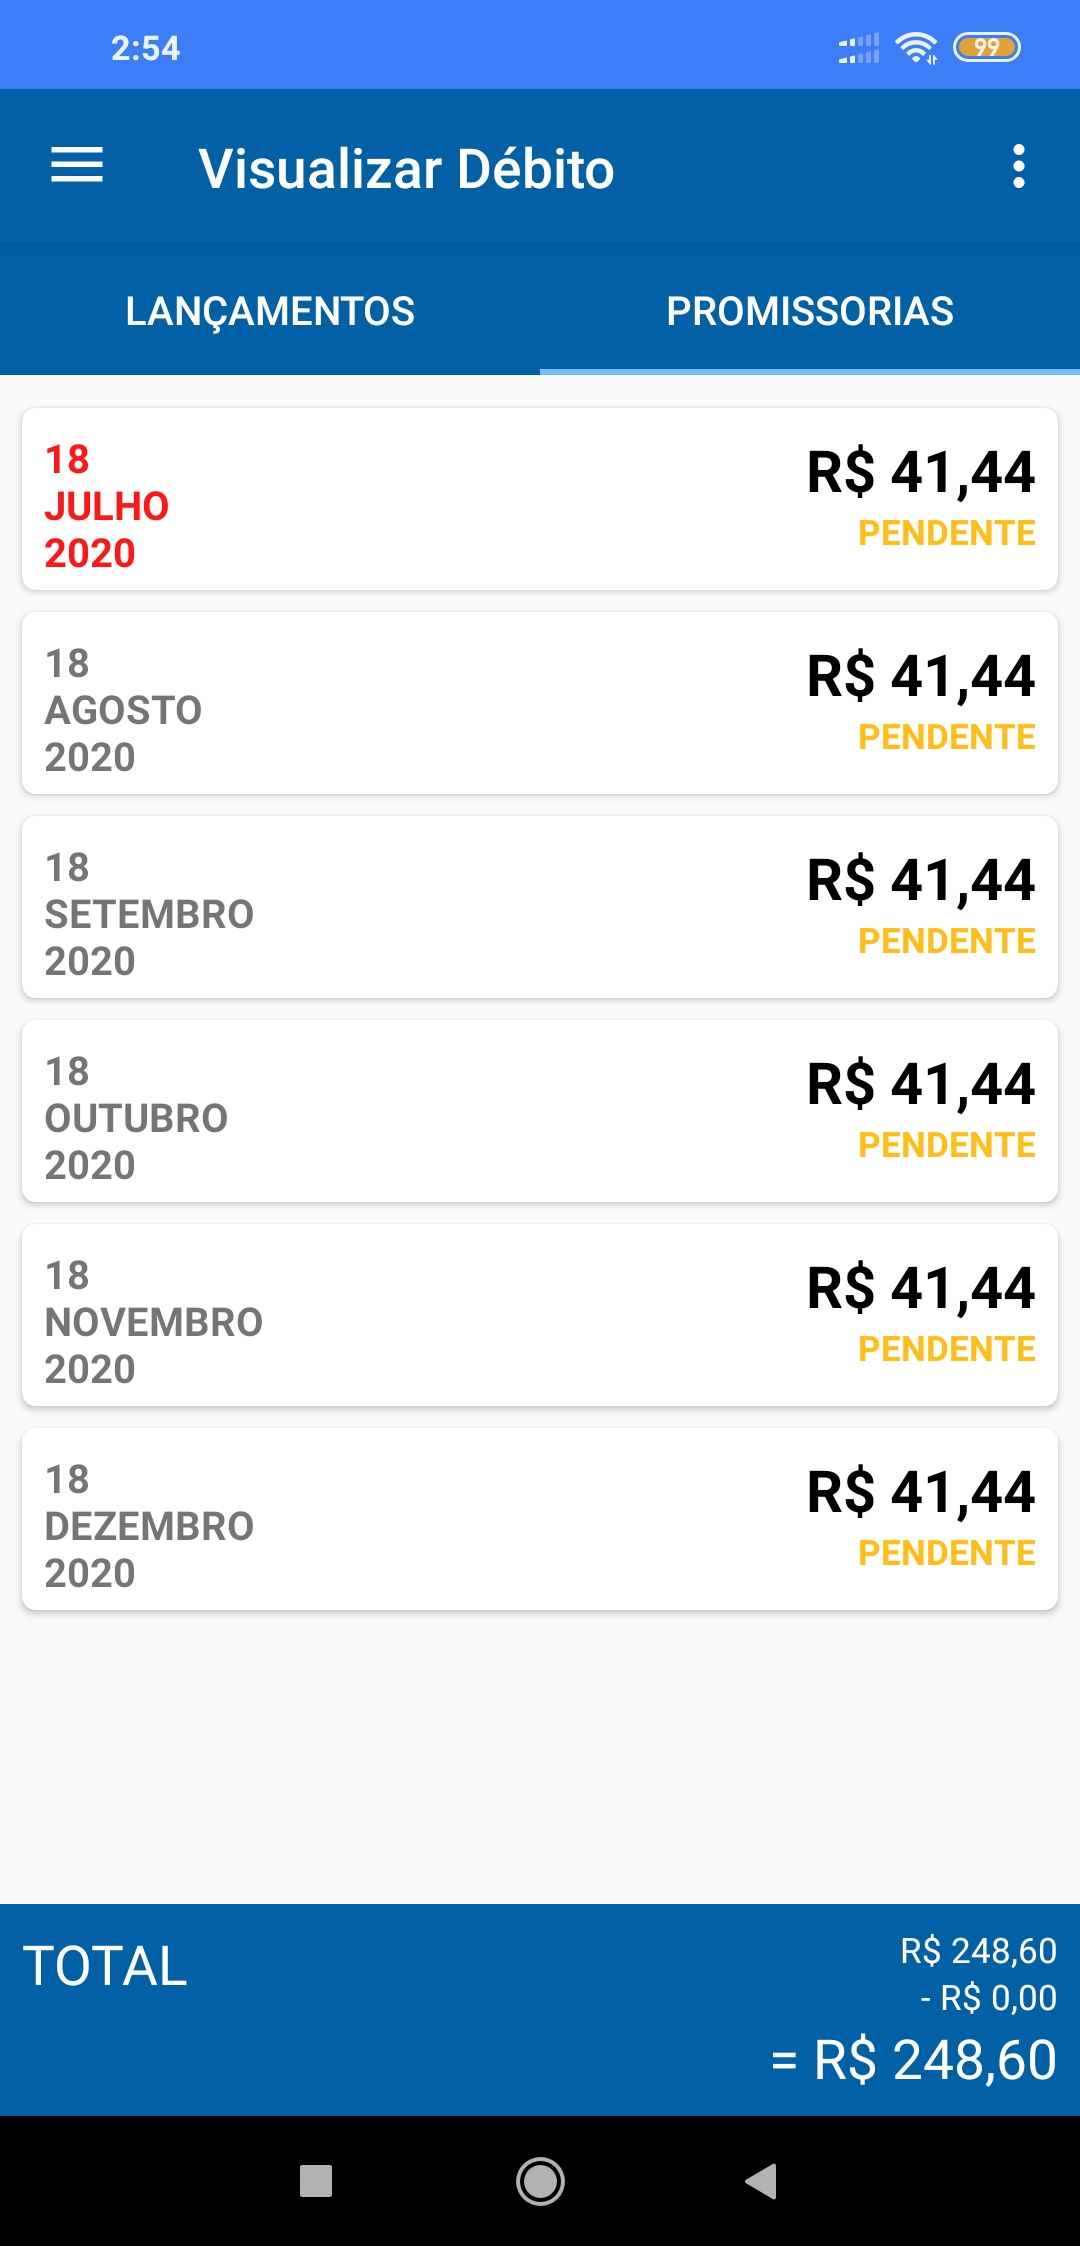 2:54
99
Visualizar Débito
LANÇAMENTOS PROMISSORIAS
18
JULHO
2020
R$ 41,44
PENDENTE
18
AGOSTO
2020
R$ 41,44
PENDENTE
18
SETEMBRO
2020
R$ 41,44
PENDENTE
18
OUTUBRO
2020
R$ 41,44
PENDENTE
18
NOVEMBRO
2020
R$ 41,44
PENDENTE
18
DEZEMBRO
2020
R$ 41,44
PENDENTE
TOTAL
R$ 248,60
- R$ 0,00
= R$ 248,60